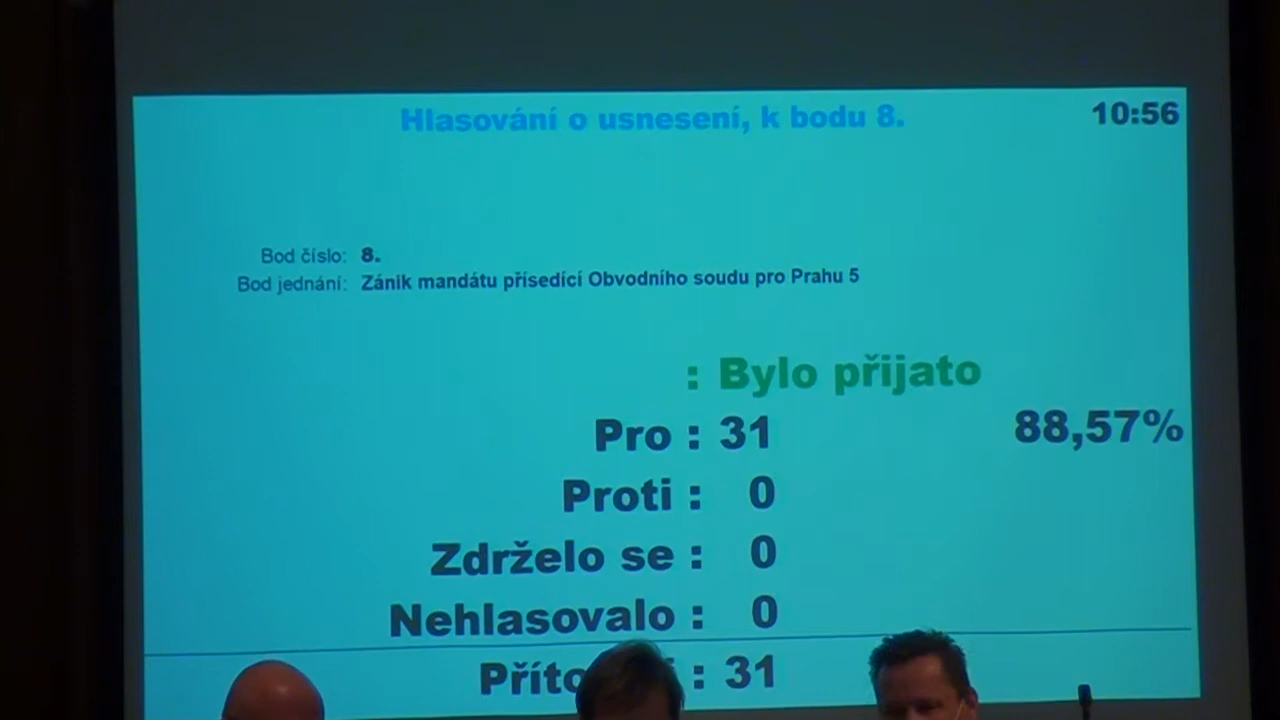 Hlasování o usnesení, k bodu 8. 10:56
Bod číslo: 8.
Bod jednání: Zánik mandátu přísedící Obvodního soudu pro Prahu 5
: Bylo přijato
Pro : 31 88,57%
Proti : 0
Zdrželo se : 0
Nehlasovalo : 0
: 31